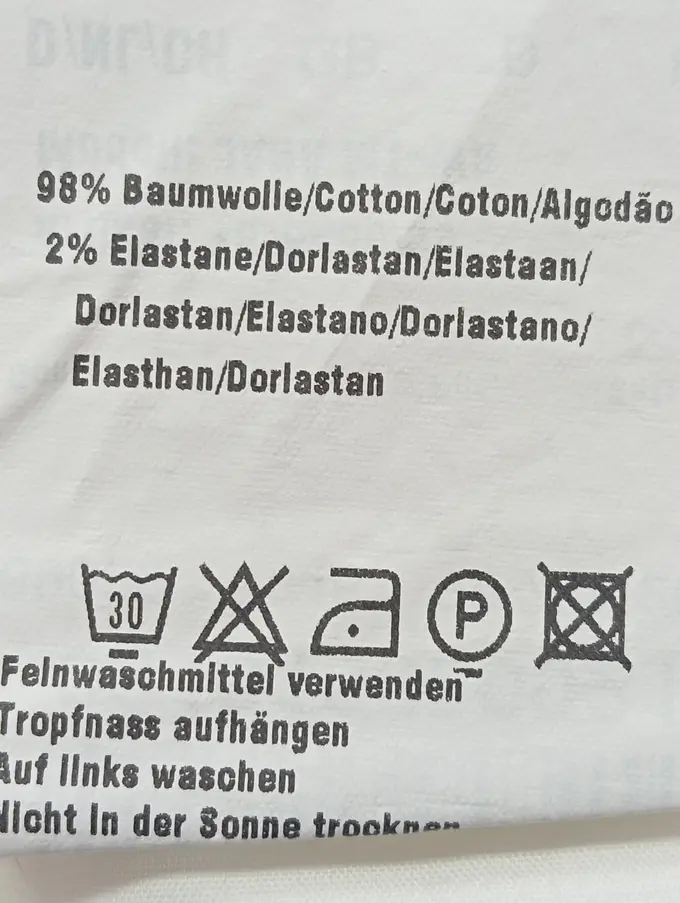 98% Baumwolle/Cotton/Coton/Algodão
2% Elastane/Dorlastan/Elastaan/
Dorlastan/Elastano/Dorlastano/
Elasthan/Dorlastan
30
P
Feinwaschmittel verwenden
Tropfnass aufhängen
Auf links waschen
Nicht in der Sonne trocknen